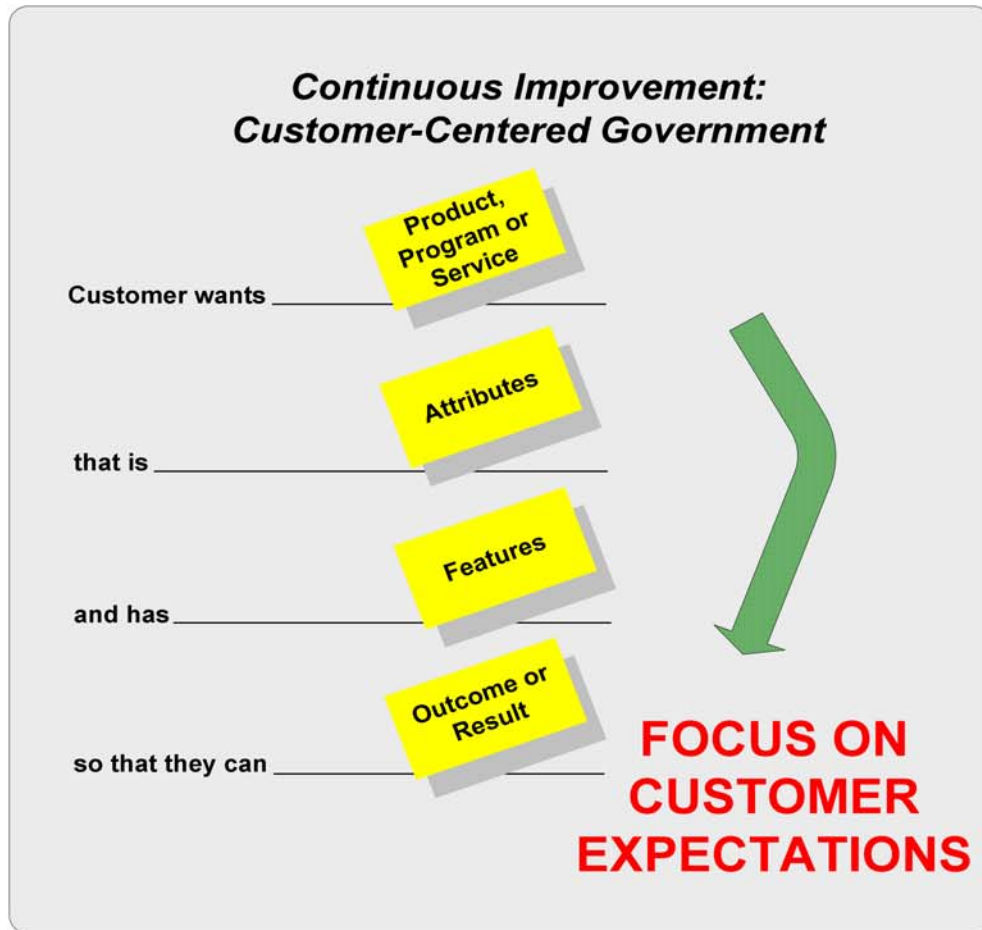 Continuous Improvement:
Customer-Centered Government
Product,
Program or
Service
Customer wants
Attributes
that is
Features
and has
Outcome or
Result
so that they can
FOCUS ON
CUSTOMER
EXPECTATIONS